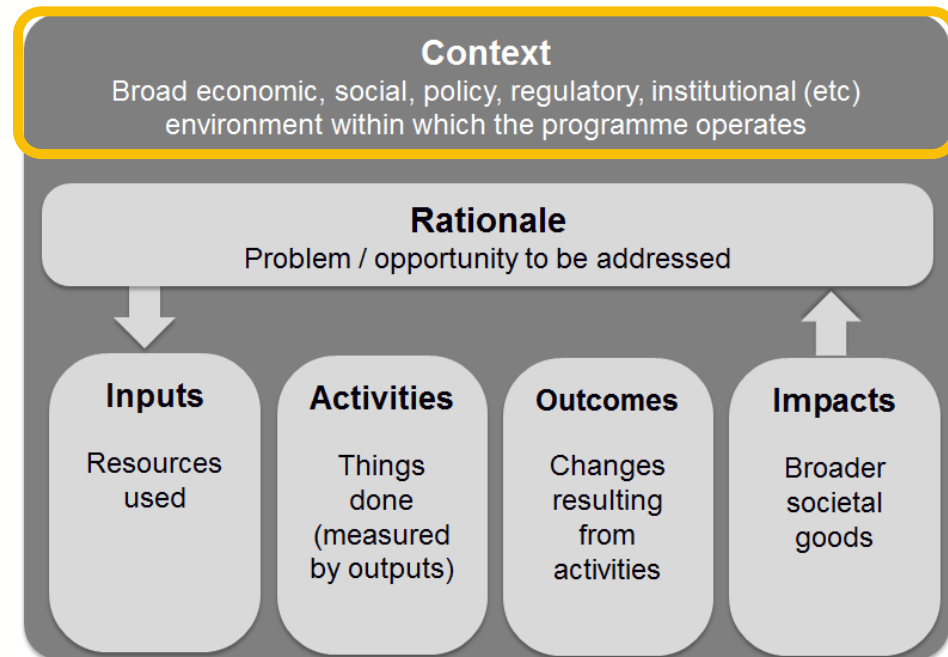 Context
Broad economic, social, policy, regulatory, institutional (etc)
environment within which the programme operates
Rationale
Problem / opportunity to be addressed
Inputs
Resources
used
Activities
Things
done
(measured
by outputs)
Outcomes
Changes
resulting
from
activities
Impacts
Broader
societal
goods